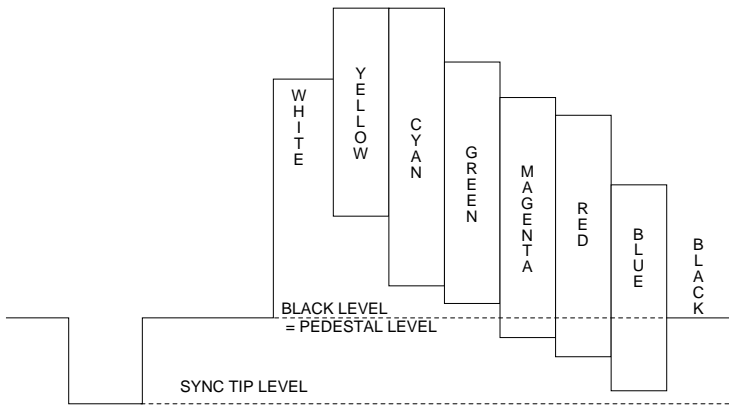 WHITE
YELLOW
CYAN
GREEN
MAGENTA
RED
BLUE
BLACK
BLACK LEVEL
= PEDESTAL LEVEL
SYNC TIP LEVEL